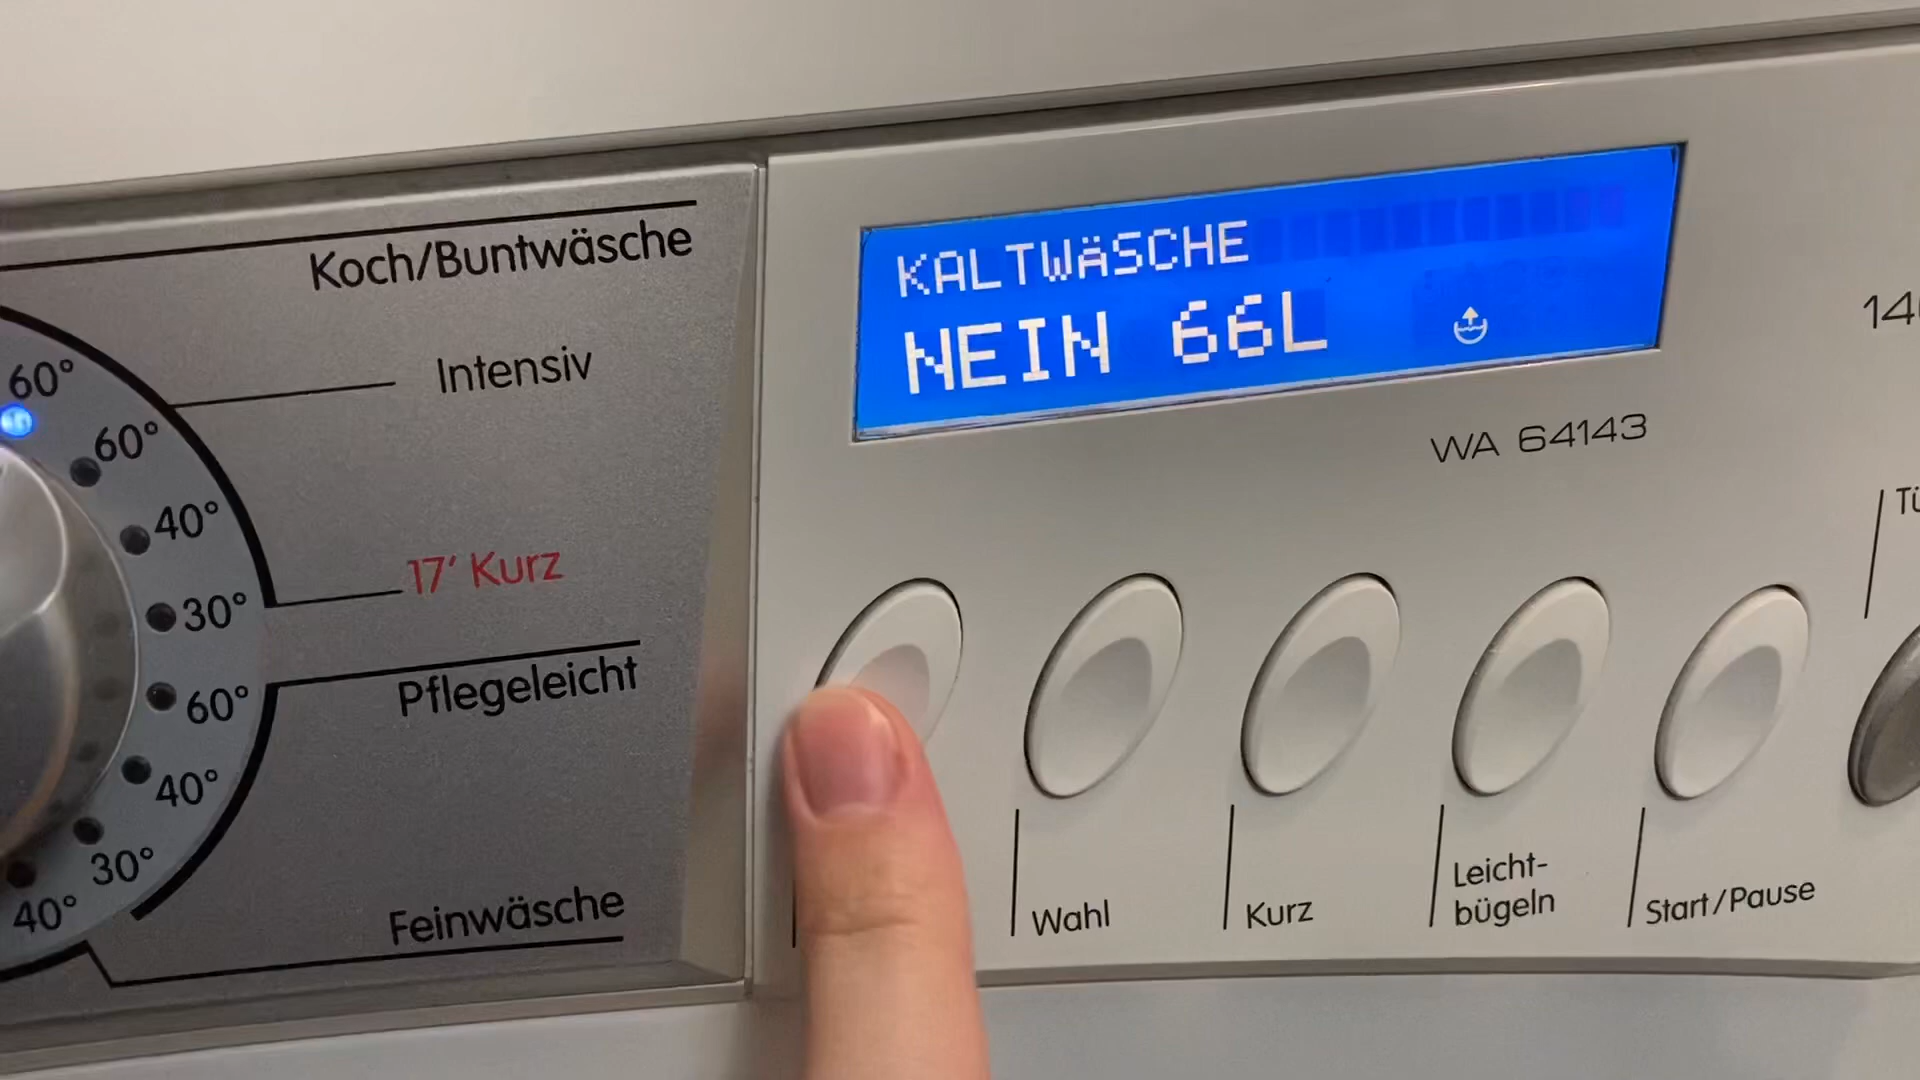 Koch/Buntwäsche
Intensiv
17' Kurz
Pflegeleicht
Feinwäsche
60°
60°
40°
30°
60°
40°
30°
40°
KALTWÄSCHE
NEIN 66L
WA 64143
Wahl
Kurz
Leicht-
bügeln
Start/Pause